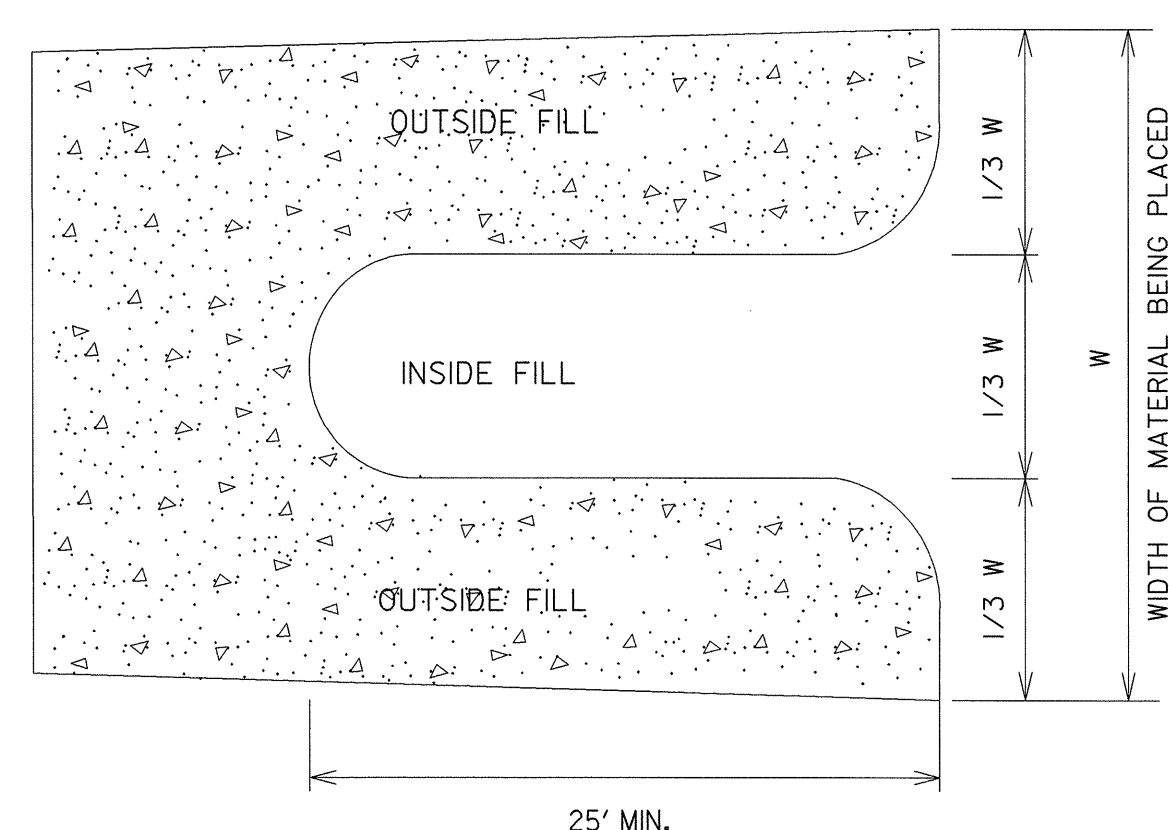 OUTSIDE FILL
1/3 W
INSIDE FILL
1/3 W
W
WIDTH OF MATERIAL BEING PLACED
OUTSIDE FILL
1/3 W
25' MIN.